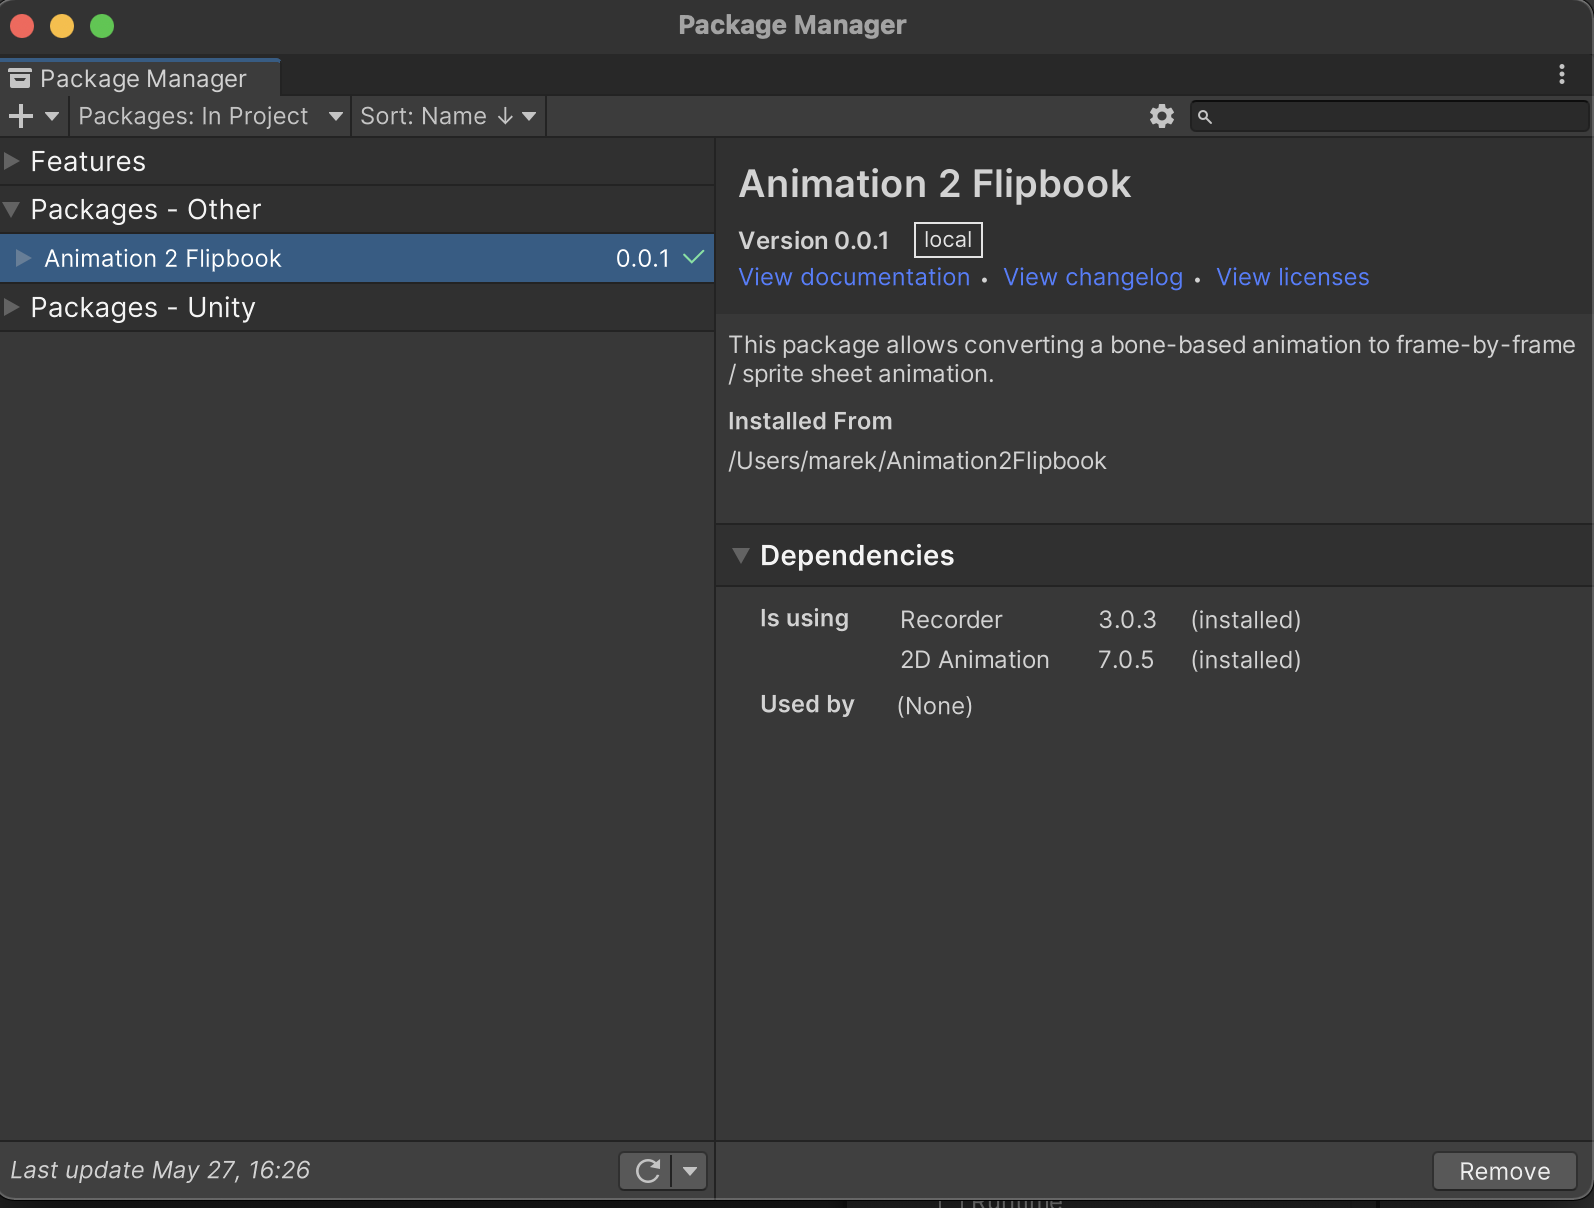 Package Manager
Package Manager
Packages: In Project
Sort: Name ↓
Features
Packages - Other
Animation 2 Flipbook 0.0.1
Packages - Unity
Last update May 27, 16:26
Animation 2 Flipbook
Version 0.0.1 local
View documentation • View changelog • View licenses
This package allows converting a bone-based animation to frame-by-frame
/ sprite sheet animation.
Installed From
/Users/marek/Animation2Flipbook
Dependencies
Is using Recorder 3.0.3 (installed)
2D Animation 7.0.5 (installed)
Used by (None)
Remove
Runtime